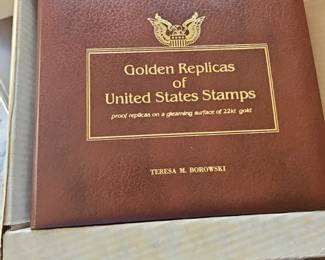 Golden Replicas
of
United States Stamps
proof replicas on a gleaming surface of 22kt gold
TERESA M. BOROWSKI